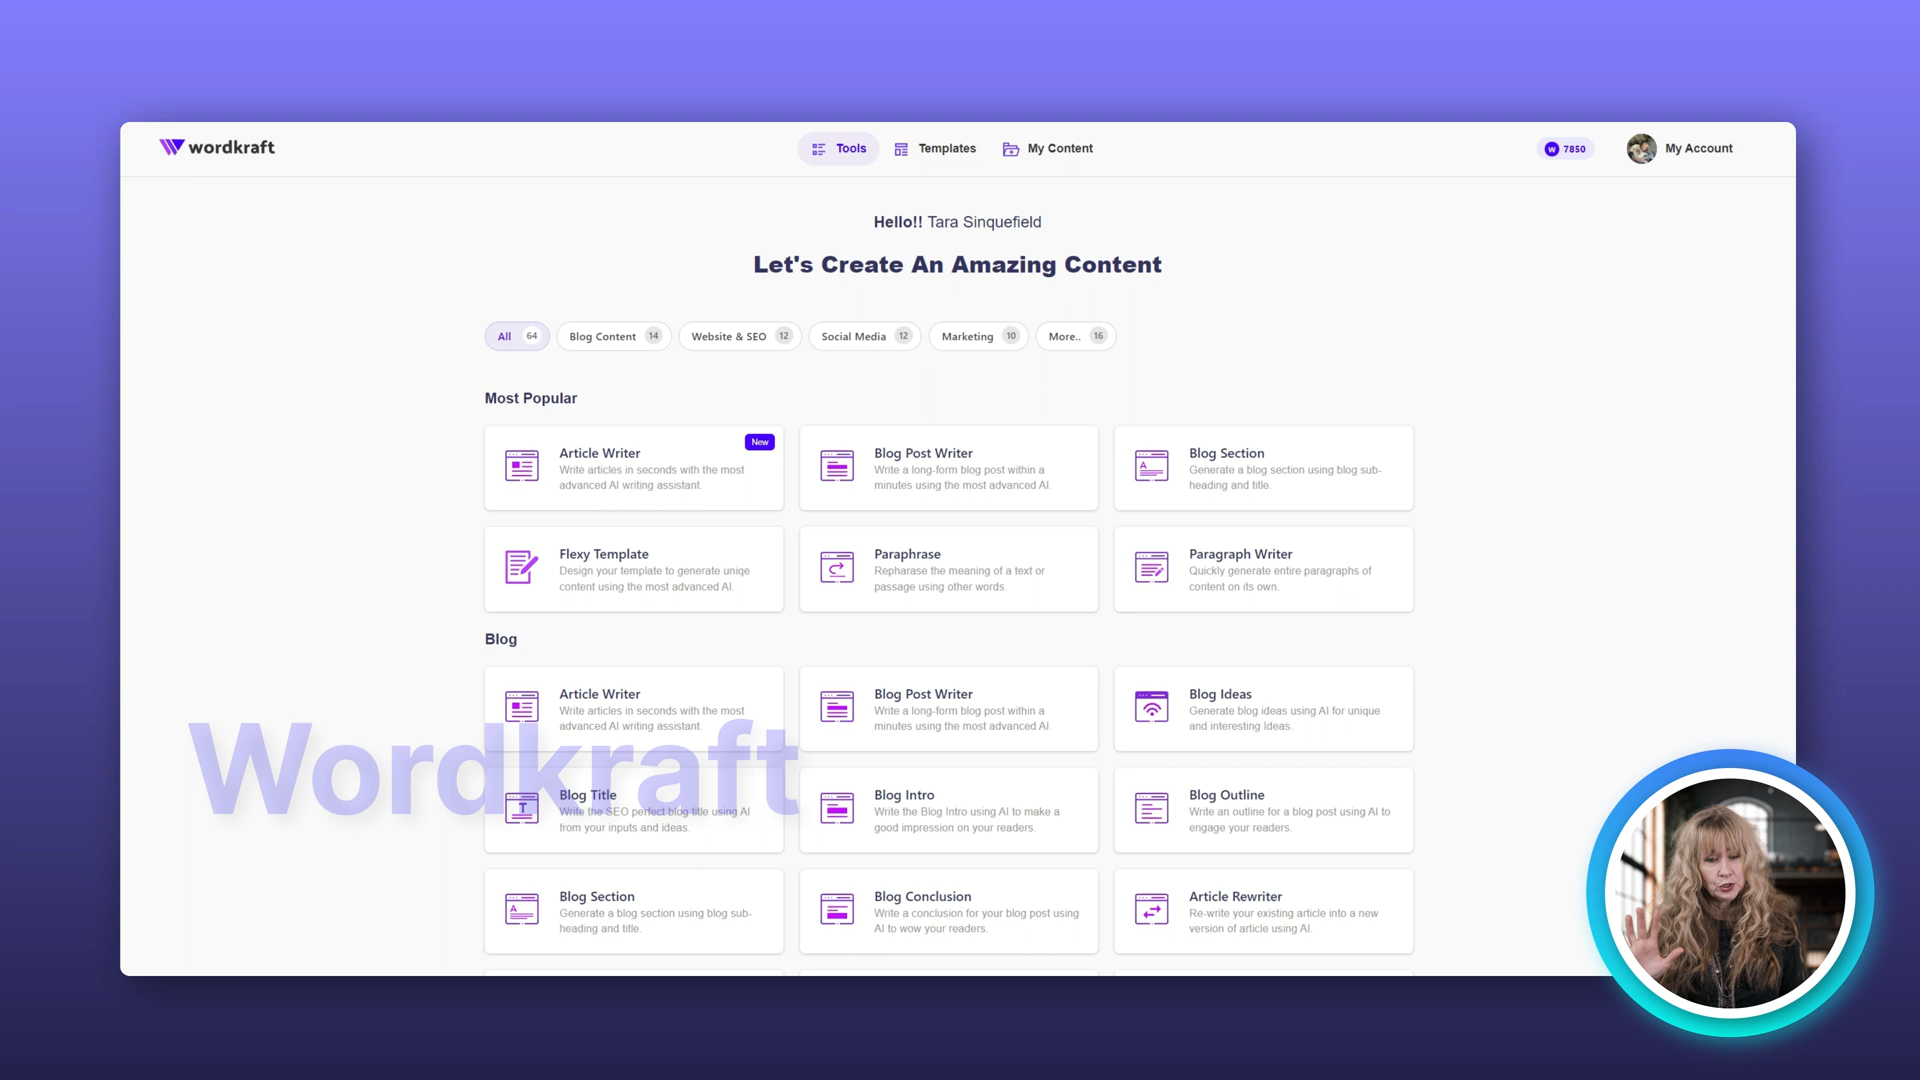 wordkraft
Tools
Templates
My Content
W 7850
My Account
Hello!! Tara Sinquefield
Let's Create An Amazing Content
All 64
Blog Content 14
Website & SEO 12
Social Media 12
Marketing 10
More.. 16
Most Popular
Article Writer
New
Write articles in seconds with the most
advanced AI writing assistant.
Blog Post Writer
Write a long-form blog post within a
minutes using the most advanced AI.
Blog Section
Generate a blog section using blog sub-
heading and title.
Flexy Template
Design your template to generate uniqe
content using the most advanced AI.
Paraphrase
Repharase the meaning of a text or
passage using other words.
Paragraph Writer
Quickly generate entire paragraphs of
content on its own.
Blog
Article Writer
Write articles in seconds with the most
advanced AI writing assistant.
Blog Post Writer
Write a long-form blog post within a
minutes using the most advanced AI.
Blog Ideas
Generate blog ideas using AI for unique
and interesting Ideas.
Wordkraft
Blog Title
Write the SEO perfect blog title using AI
from your inputs and ideas.
Blog Intro
Write the Blog Intro using AI to make a
good impression on your readers.
Blog Outline
Write an outline for a blog post using AI to
engage your readers.
Blog Section
Generate a blog section using blog sub-
heading and title.
Blog Conclusion
Write a conclusion for your blog post using
AI to wow your readers.
Article Rewriter
Re-write your existing article into a new
version of article using AI.